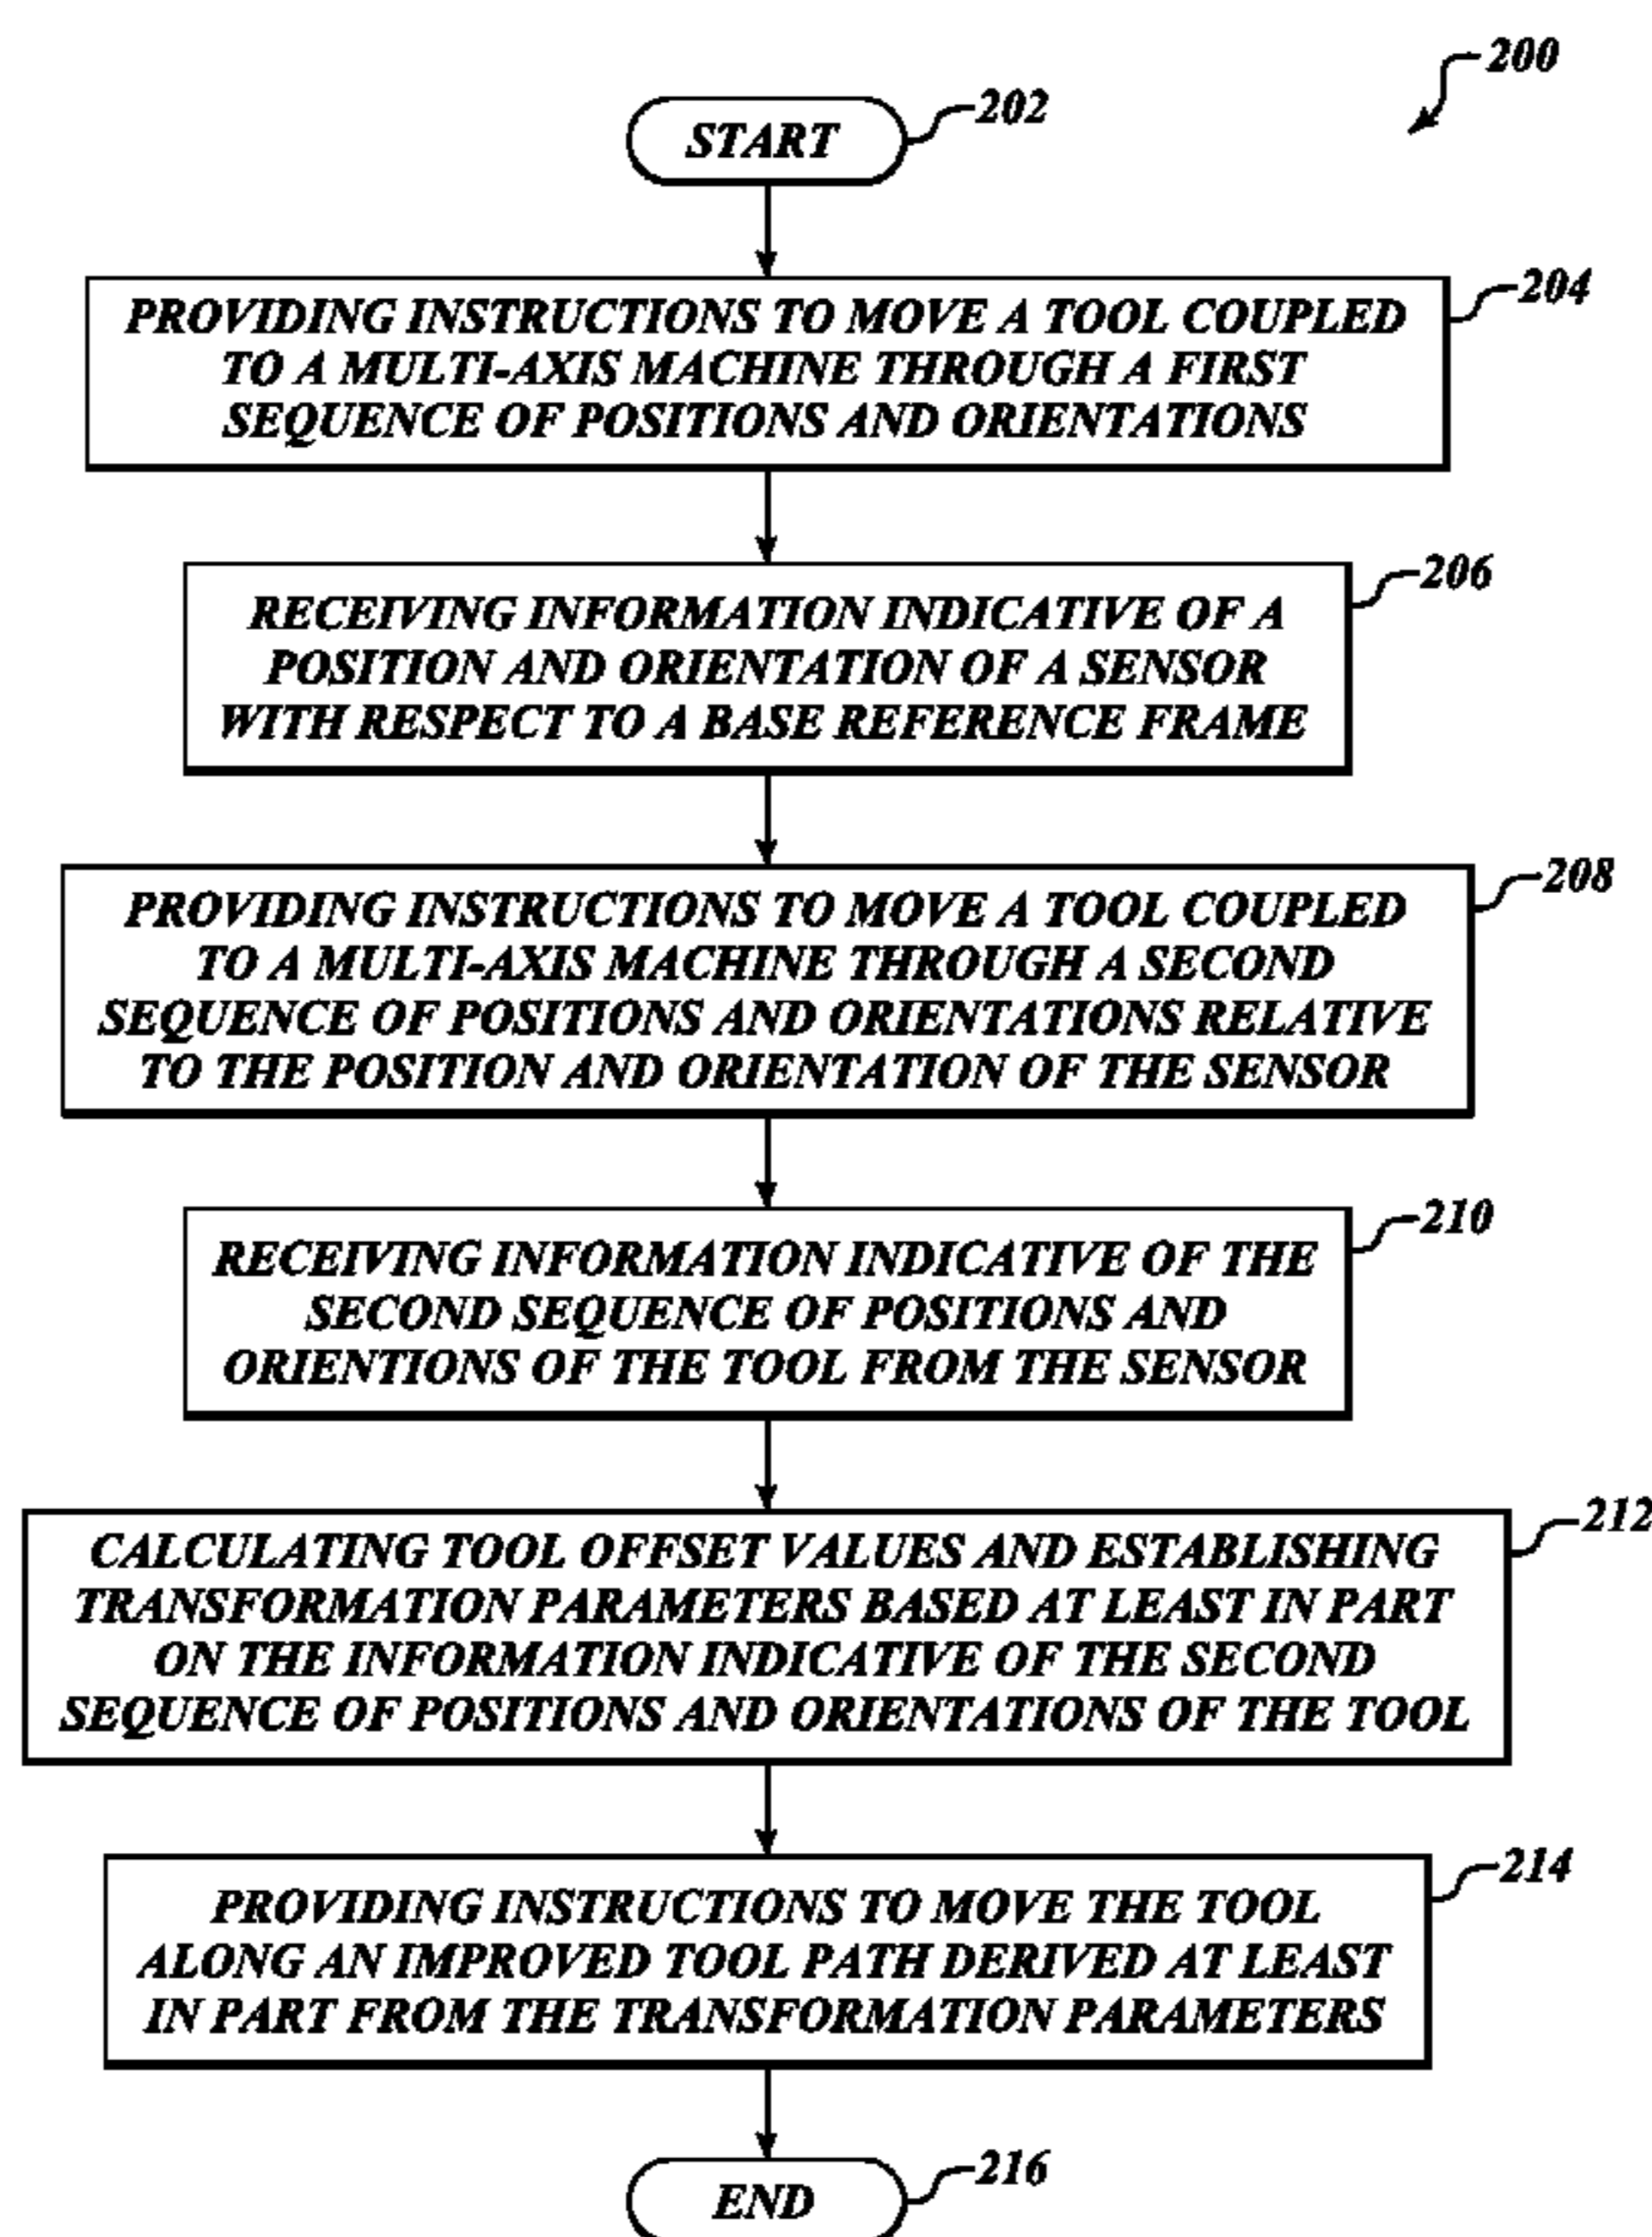 200
START
202
PROVIDING INSTRUCTIONS TO MOVE A TOOL COUPLED
TO A MULTI-AXIS MACHINE THROUGH A FIRST
SEQUENCE OF POSITIONS AND ORIENTATIONS
204
RECEIVING INFORMATION INDICATIVE OF A
POSITION AND ORIENTATION OF A SENSOR
WITH RESPECT TO A BASE REFERENCE FRAME
206
PROVIDING INSTRUCTIONS TO MOVE A TOOL COUPLED
TO A MULTI-AXIS MACHINE THROUGH A SECOND
SEQUENCE OF POSITIONS AND ORIENTATIONS RELATIVE
TO THE POSITION AND ORIENTATION OF THE SENSOR
208
RECEIVING INFORMATION INDICATIVE OF THE
SECOND SEQUENCE OF POSITIONS AND
ORIENTIONS OF THE TOOL FROM THE SENSOR
210
CALCULATING TOOL OFFSET VALUES AND ESTABLISHING
TRANSFORMATION PARAMETERS BASED AT LEAST IN PART
ON THE INFORMATION INDICATIVE OF THE SECOND
SEQUENCE OF POSITIONS AND ORIENTATIONS OF THE TOOL
212
PROVIDING INSTRUCTIONS TO MOVE THE TOOL
ALONG AN IMPROVED TOOL PATH DERIVED AT LEAST
IN PART FROM THE TRANSFORMATION PARAMETERS
214
END
216